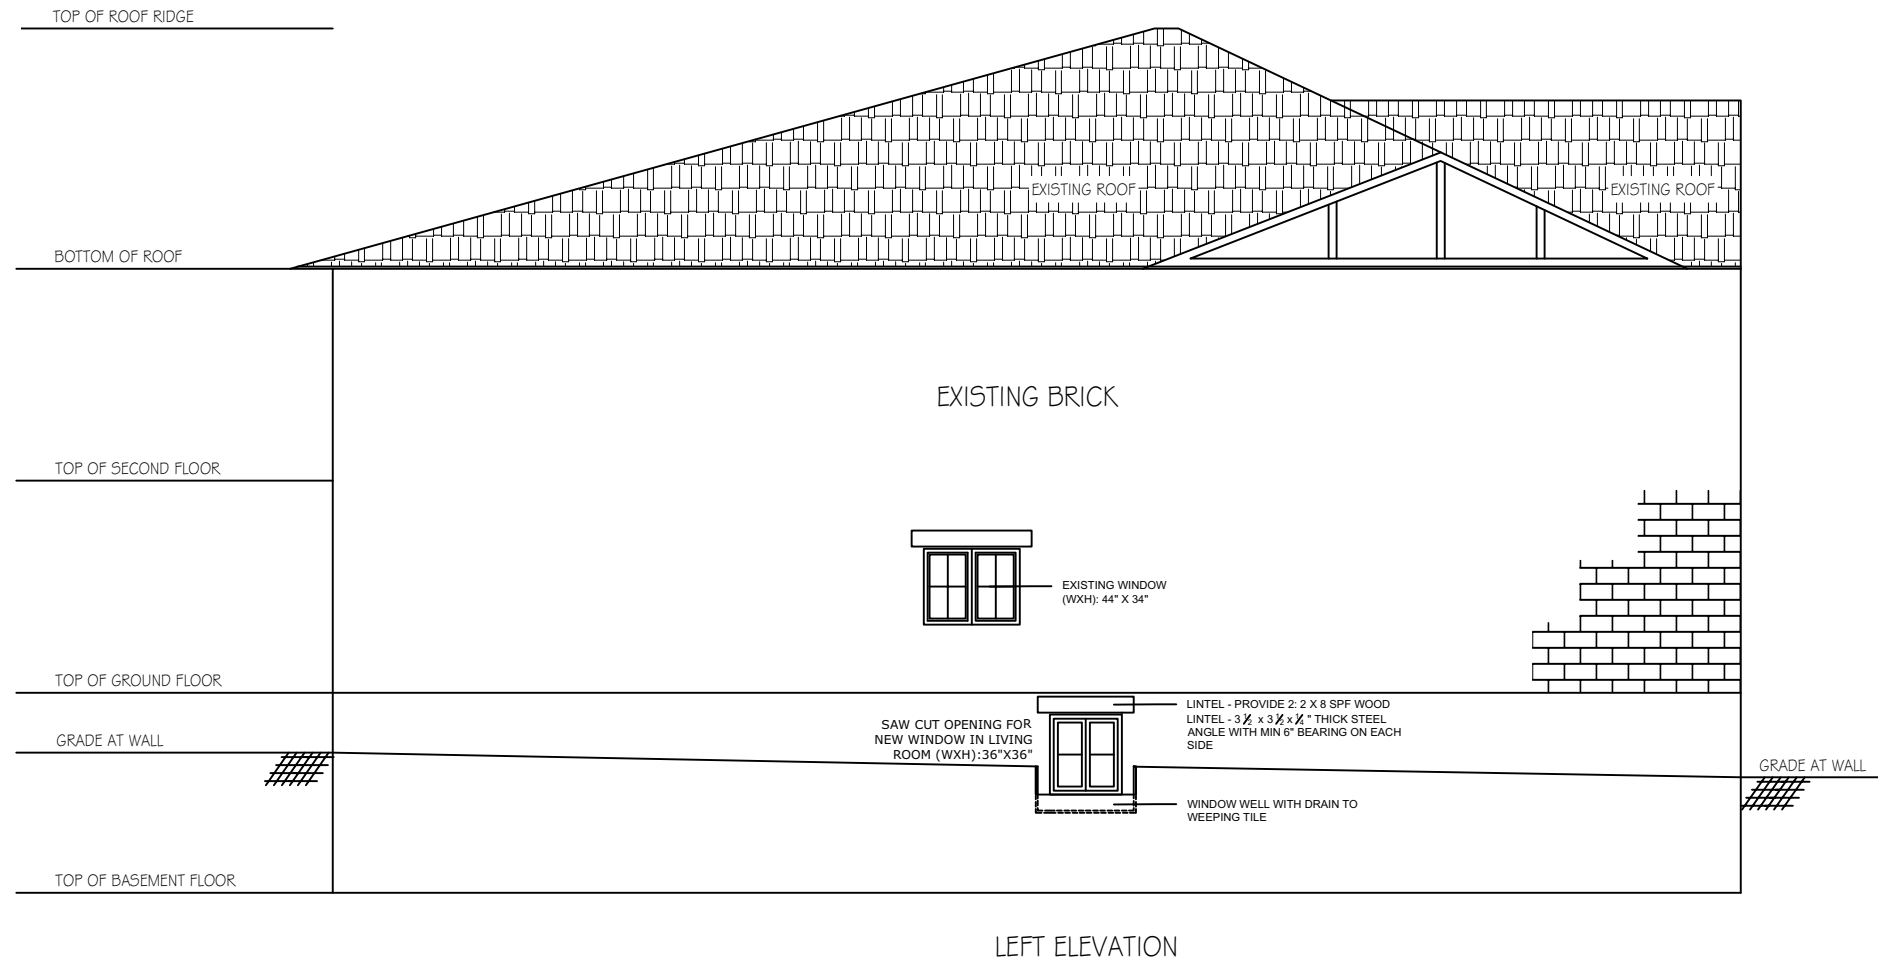 TOP OF ROOF RIDGE
EXISTING ROOF
EXISTING ROOF
BOTTOM OF ROOF
EXISTING BRICK
TOP OF SECOND FLOOR
EXISTING WINDOW
(WXH): 44" X 34"
TOP OF GROUND FLOOR
SAW CUT OPENING FOR
NEW WINDOW IN LIVING
ROOM (WXH):36"X36"
LINTEL - PROVIDE 2: 2 X 8 SPF WOOD
LINTEL - 3 ½ x 3 ½ x ¼ " THICK STEEL
ANGLE WITH MIN 6" BEARING ON EACH
SIDE
GRADE AT WALL
GRADE AT WALL
WINDOW WELL WITH DRAIN TO
WEEPING TILE
TOP OF BASEMENT FLOOR
LEFT ELEVATION